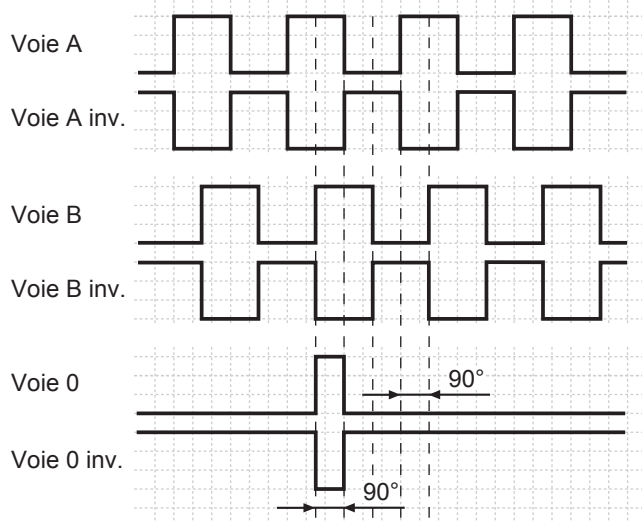 Voie A
Voie A inv.
Voie B
Voie B inv.
Voie 0
90°
Voie 0 inv.
90°